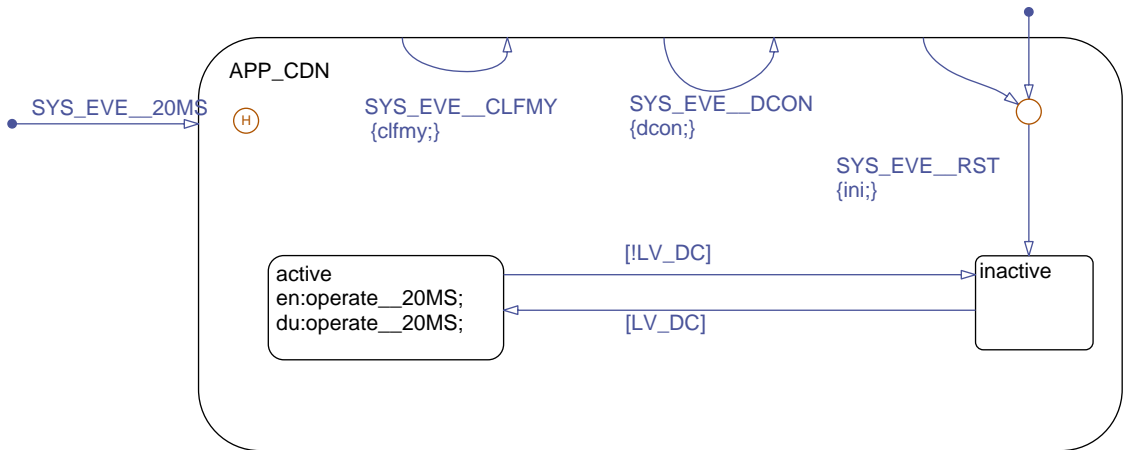 APP_CDN
SYS_EVE__20MS
H
SYS_EVE__CLFMY
{clfmy;}
SYS_EVE__DCON
{dcon;}
SYS_EVE__RST
{ini;}
[!LV_DC]
active
en:operate__20MS;
du:operate__20MS;
inactive
[LV_DC]